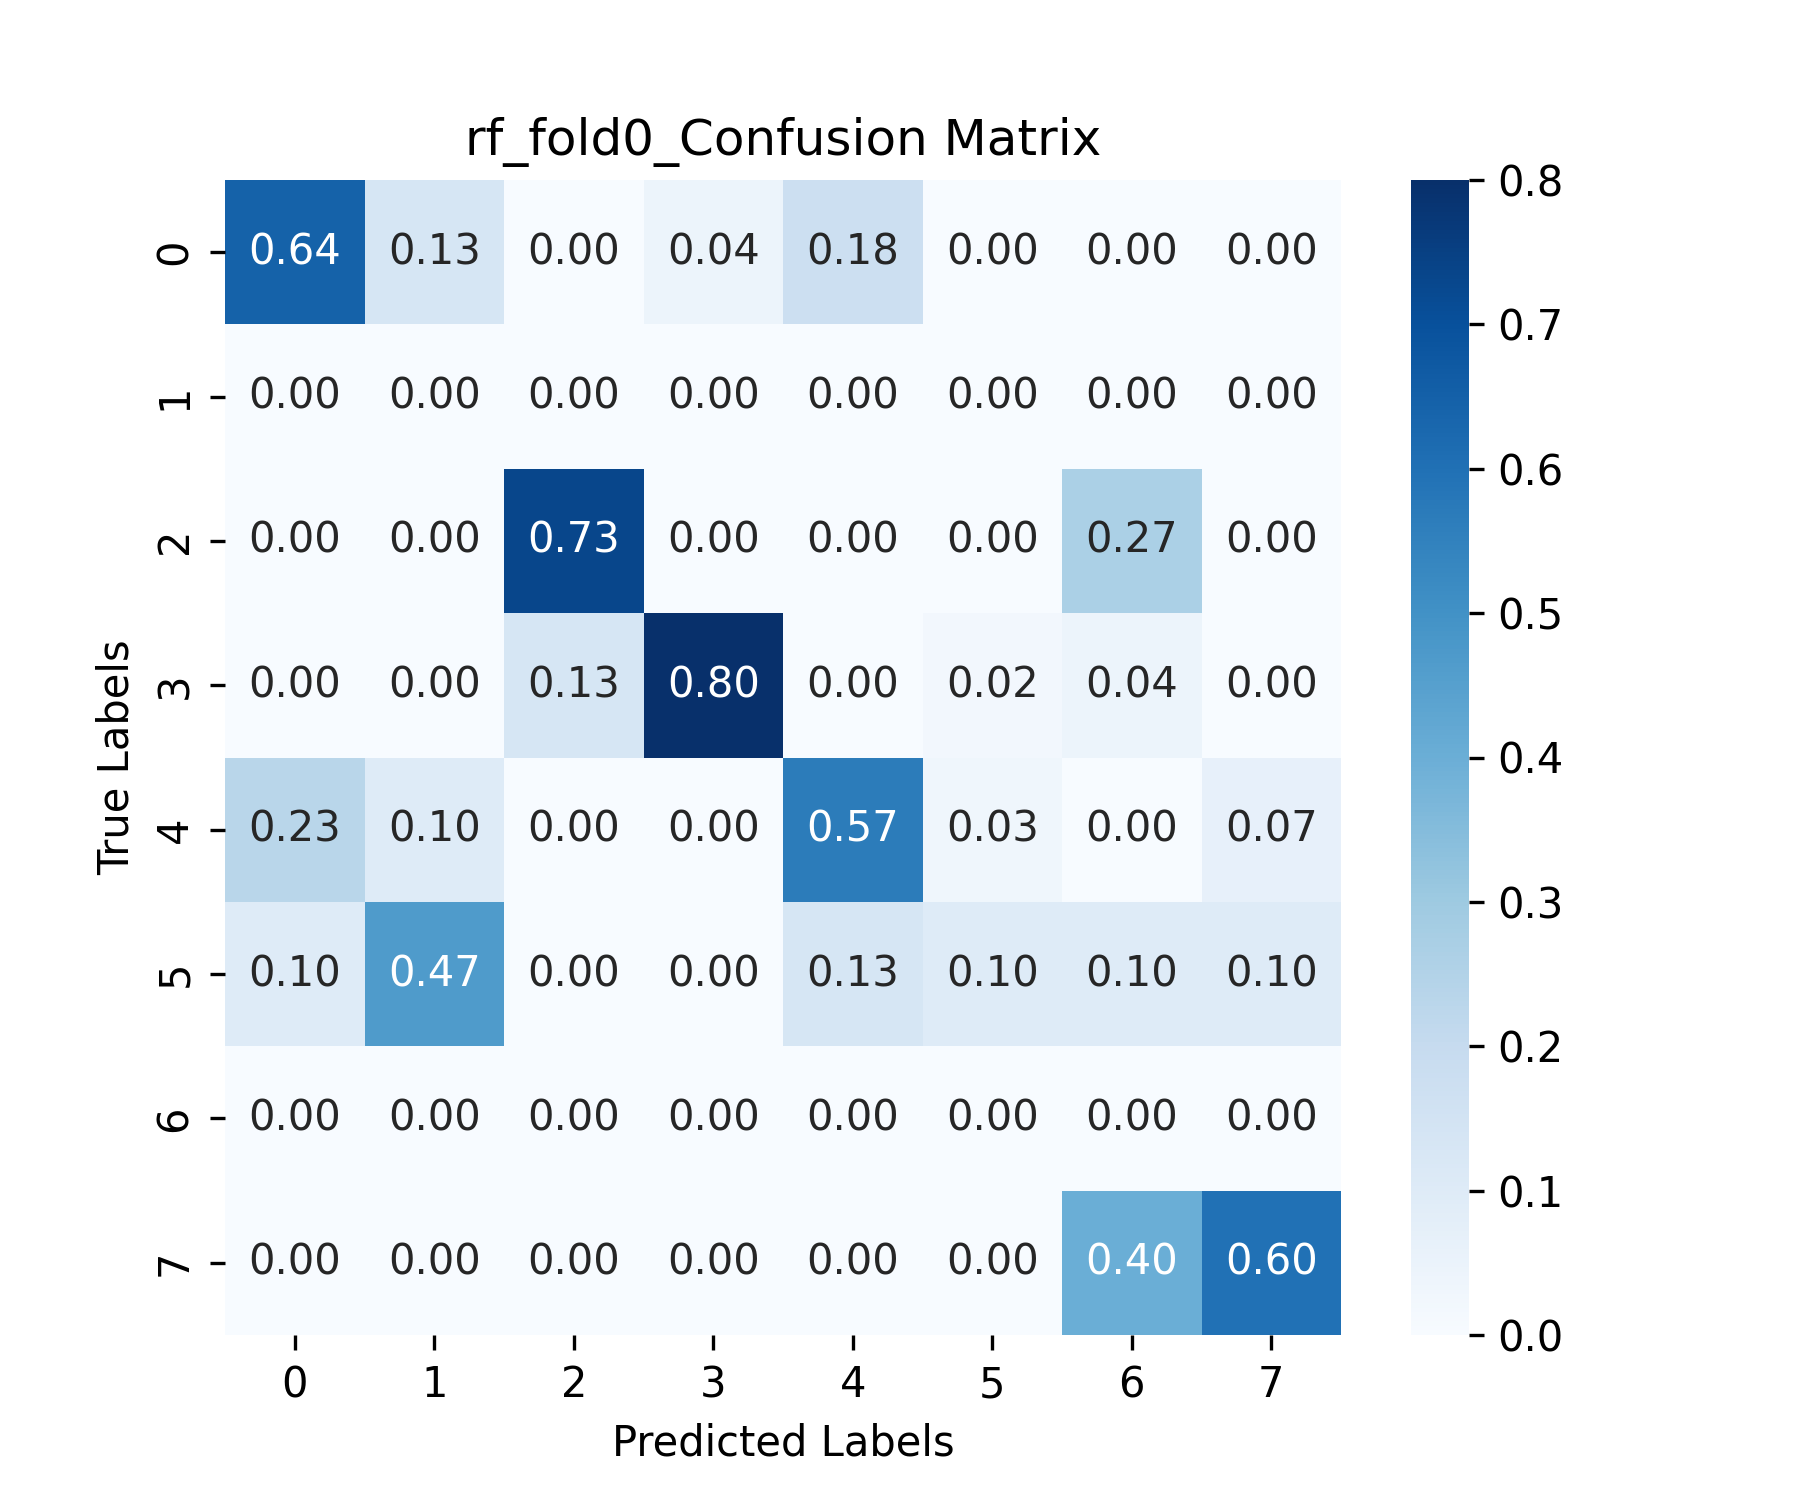 rf_fold0_Confusion Matrix
0 0.64 0.13 0.00 0.04 0.18 0.00 0.00 0.00
1 0.00 0.00 0.00 0.00 0.00 0.00 0.00 0.00
2 0.00 0.00 0.73 0.00 0.00 0.00 0.27 0.00
3 0.00 0.00 0.13 0.80 0.00 0.02 0.04 0.00
4 0.23 0.10 0.00 0.00 0.57 0.03 0.00 0.07
5 0.10 0.47 0.00 0.00 0.13 0.10 0.10 0.10
6 0.00 0.00 0.00 0.00 0.00 0.00 0.00 0.00
7 0.00 0.00 0.00 0.00 0.00 0.00 0.40 0.60
0 1 2 3 4 5 6 7
Predicted Labels
True Labels
0.8
0.7
0.6
0.5
0.4
0.3
0.2
0.1
0.0